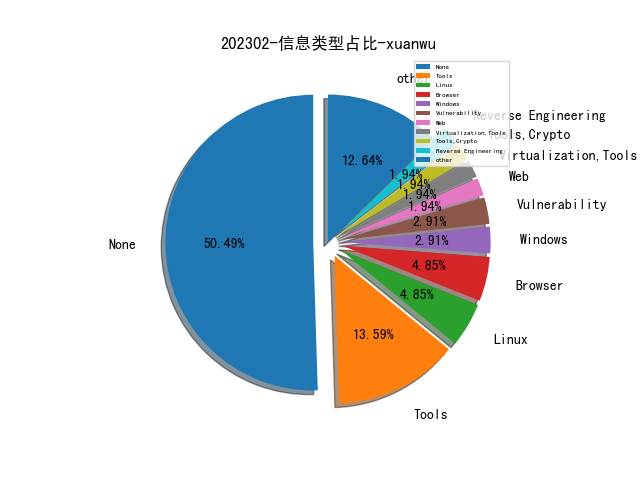 202302-信息类型占比-xuanwu
other
None
Tools
Linux
Browser
Windows
Vulnerability
Web
Virtualization,Tools
Tools,Crypto
Reverse Engineering
other
Reverse Engineering
Tools,Crypto
Virtualization,Tools
Web
Vulnerability
Windows
Browser
Linux
Tools
None
12.64%
1.94%
1.94%
1.94%
1.94%
2.91%
2.91%
4.85%
4.85%
13.59%
50.49%